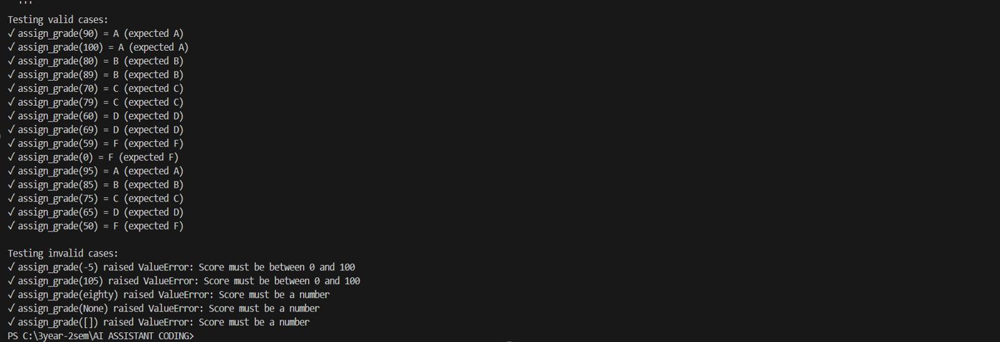 '''
Testing valid cases:
✓ assign_grade(90) = A (expected A)
✓ assign_grade(100) = A (expected A)
✓ assign_grade(80) = B (expected B)
✓ assign_grade(89) = B (expected B)
✓ assign_grade(70) = C (expected C)
✓ assign_grade(79) = C (expected C)
✓ assign_grade(60) = D (expected D)
✓ assign_grade(69) = D (expected D)
✓ assign_grade(59) = F (expected F)
✓ assign_grade(0) = F (expected F)
✓ assign_grade(95) = A (expected A)
✓ assign_grade(85) = B (expected B)
✓ assign_grade(75) = C (expected C)
✓ assign_grade(65) = D (expected D)
✓ assign_grade(50) = F (expected F)
Testing invalid cases:
✓ assign_grade(-5) raised ValueError: Score must be between 0 and 100
✓ assign_grade(105) raised ValueError: Score must be between 0 and 100
✓ assign_grade(eighty) raised ValueError: Score must be a number
✓ assign_grade(None) raised ValueError: Score must be a number
✓ assign_grade([]) raised ValueError: Score must be a number
PS C:\3year-2sem\AI ASSISTANT CODING>